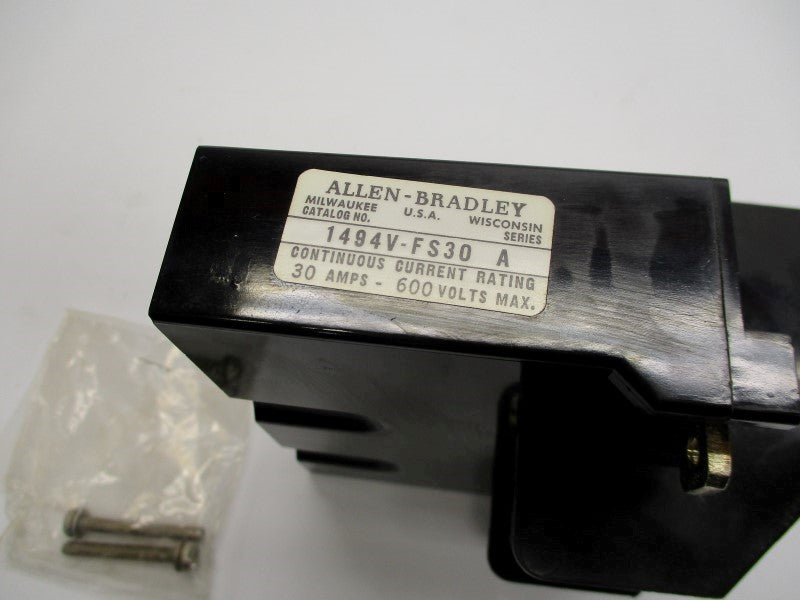 ALLEN-BRADLEY
MILWAUKEE U.S.A. WISCONSIN
CATALOG NO. SERIES
1494V-FS30 A
CONTINUOUS CURRENT RATING
30 AMPS - 600 VOLTS MAX.